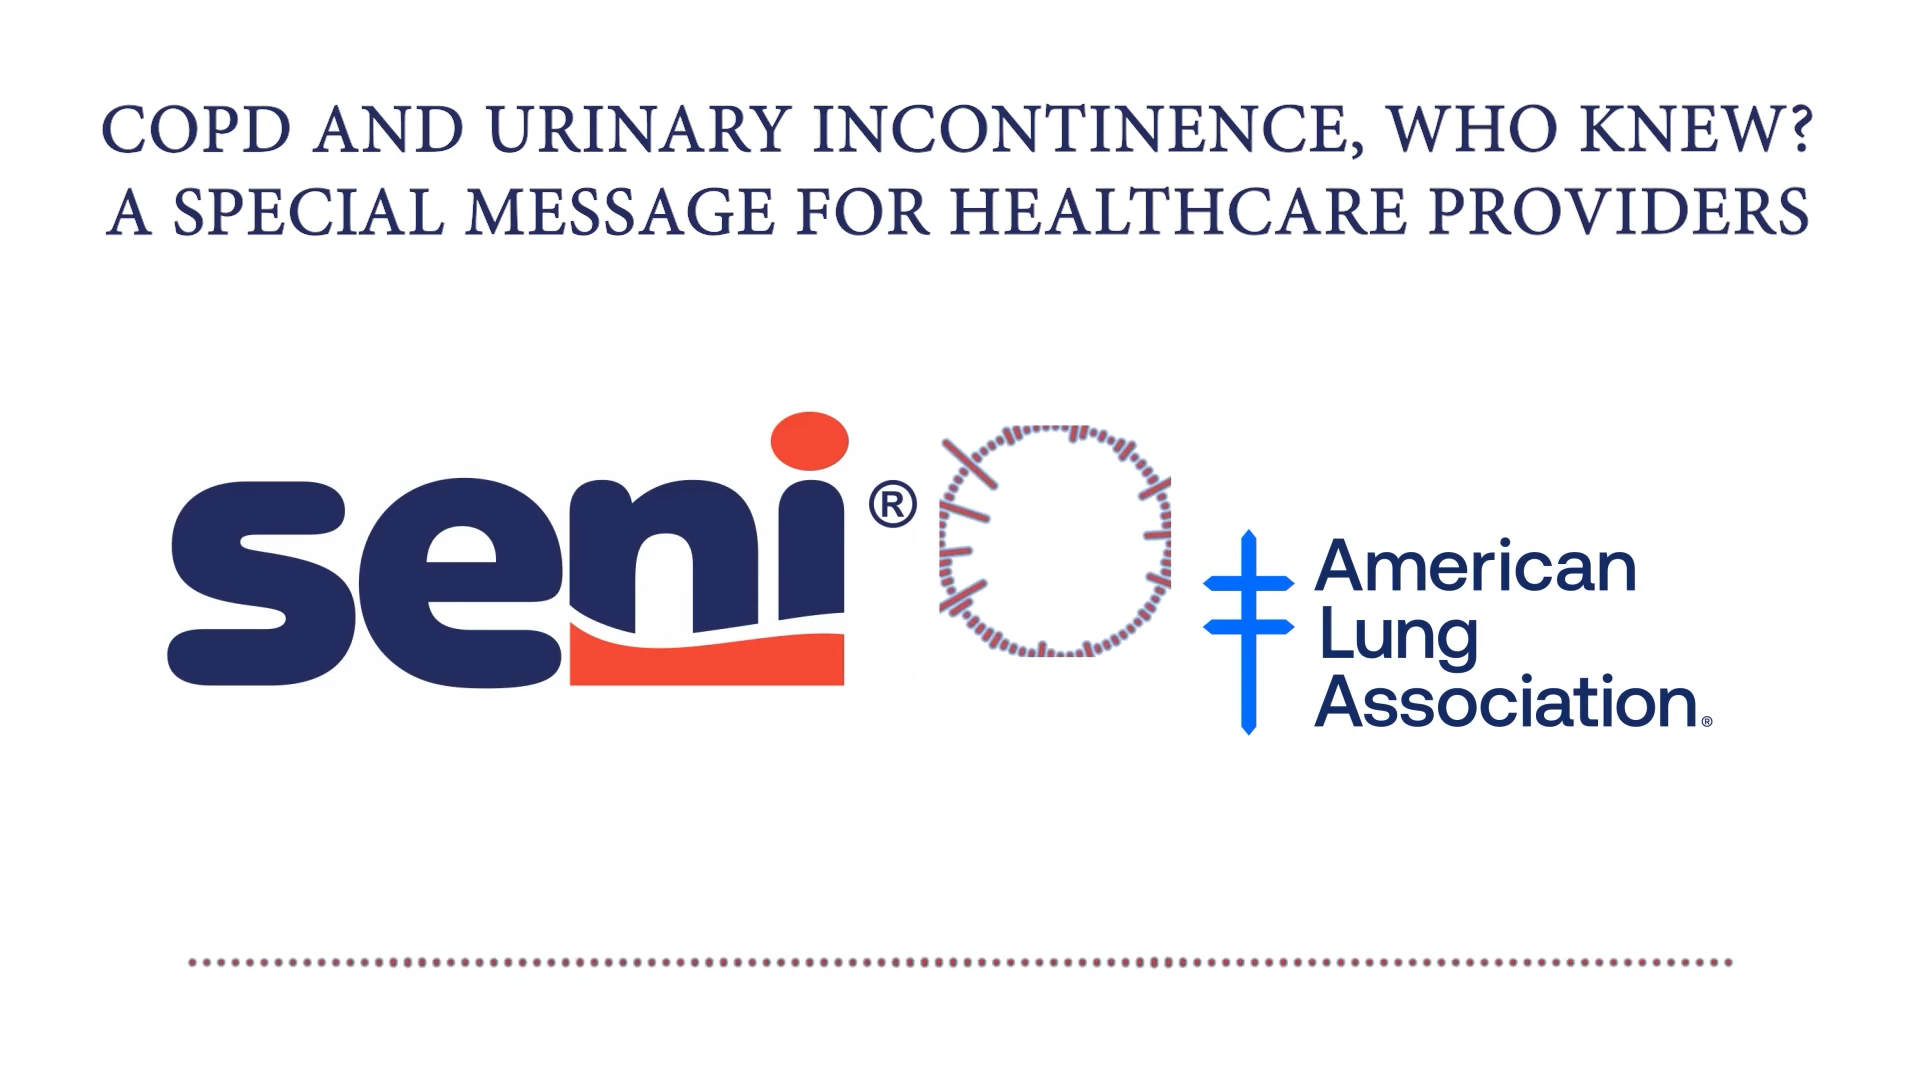 COPD AND URINARY INCONTINENCE, WHO KNEW?
A SPECIAL MESSAGE FOR HEALTHCARE PROVIDERS
seni®
American
Lung
Association®